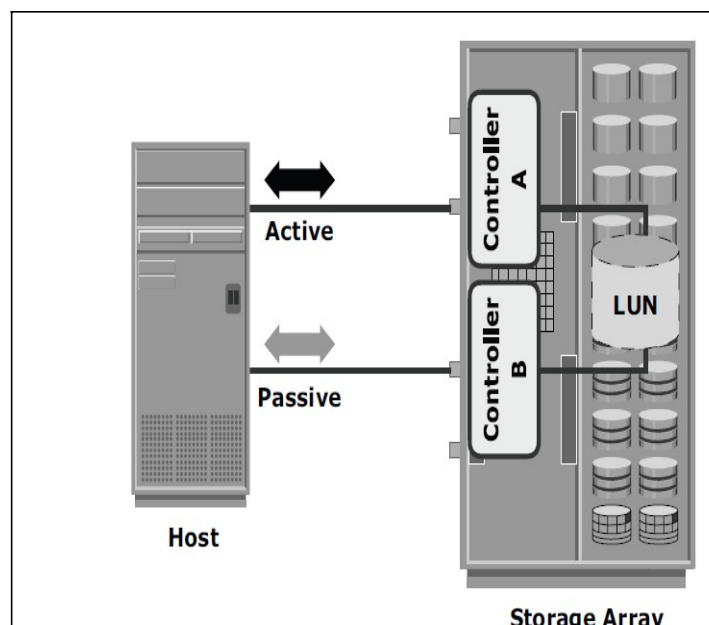 Controller
A
Active
LUN
Controller
B
Passive
Host
Storage Array